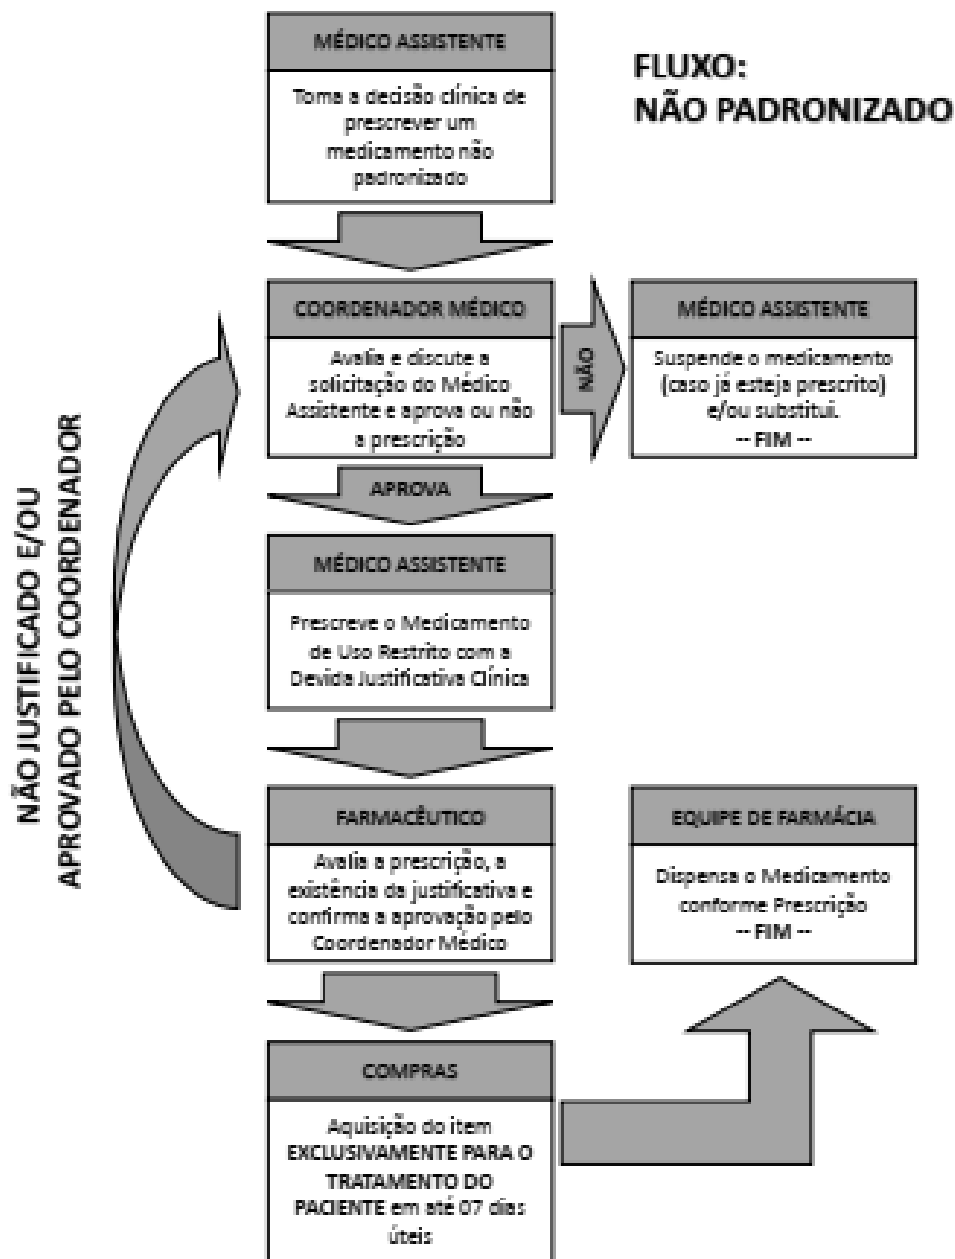 MÉDICO ASSISTENTE
Toma a decisão clínica de
prescrever um
medicamento não
padronizado
FLUXO:
NÃO PADRONIZADO
COORDENADOR MÉDICO
Avalia e discute a
solicitação do Médico
Assistente e aprova ou não
a prescrição
NÃO
MÉDICO ASSISTENTE
Suspende o medicamento
(caso já esteja prescrito)
e/ou substitui.
-- FIM --
APROVA
MÉDICO ASSISTENTE
Prescreve o Medicamento
de Uso Restrito com a
Devida Justificativa Clínica
NÃO JUSTIFICADO E/OU
APROVADO PELO COORDENADOR
FARMACÊUTICO
Avalia a prescrição, a
existência da justificativa e
confirma a aprovação pelo
Coordenador Médico
EQUIPE DE FARMÁCIA
Dispensa o Medicamento
conforme Prescrição
-- FIM --
COMPRAS
Aquisição do item
EXCLUSIVAMENTE PARA O
TRATAMENTO DO
PACIENTE em até 07 dias
úteis